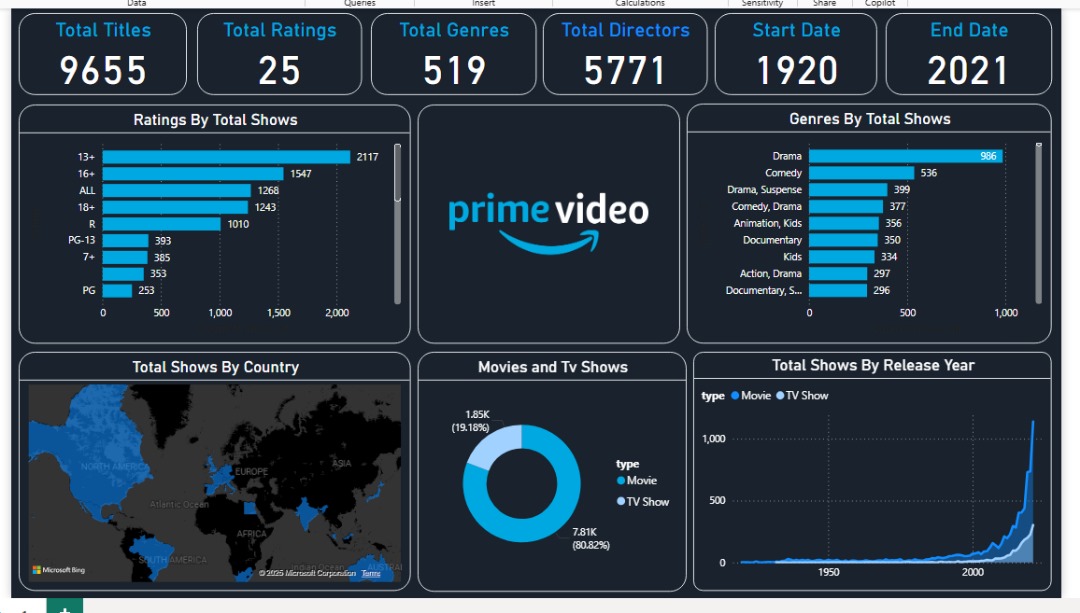 Data Queries Insert Calculations Sensitivity Share Copilot
Total Titles
9655
Total Ratings
25
Total Genres
519
Total Directors
5771
Start Date
1920
End Date
2021
Ratings By Total Shows
13+ 2117
16+ 1547
ALL 1268
18+ 1243
R 1010
PG-13 393
7+ 385
353
PG 253
0 500 1,000 1,500 2,000
prime video
Genres By Total Shows
Drama 986
Comedy 536
Drama, Suspense 399
Comedy, Drama 377
Animation, Kids 356
Documentary 350
Kids 334
Action, Drama 297
Documentary, S... 296
0 500 1,000
Total Shows By Country
NORTH AMERICA
EUROPE
ASIA
Atlantic Ocean
AFRICA
SOUTH AMERICA
Indian Ocean
AUSTRAL
Microsoft Bing
© 2025 Microsoft Corporation Terms
Movies and Tv Shows
1.85K
(19.18%)
type
Movie
TV Show
7.81K
(80.82%)
Total Shows By Release Year
type Movie TV Show
1,000
500
0
1950 2000